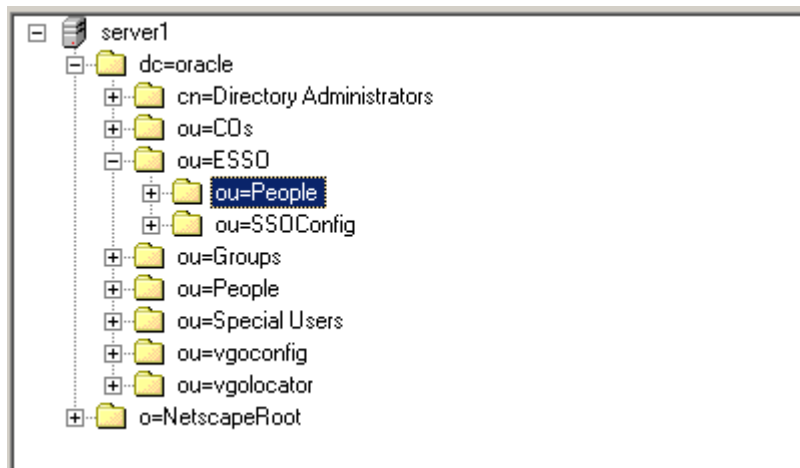 server1
dc=oracle
cn=Directory Administrators
ou=COs
ou=ESSO
ou=People
ou=SSOConfig
ou=Groups
ou=People
ou=Special Users
ou=vgoconfig
ou=vgolocator
o=NetscapeRoot